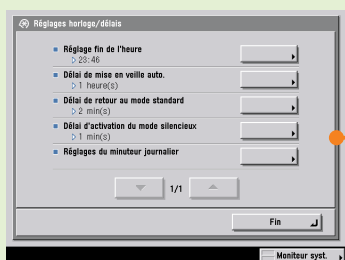 Réglages horloge/délais
Réglage fin de l'heure
23:46
Délai de mise en veille auto.
1 heure(s)
Délai de retour au mode standard
2 min(s)
Délai d'activation du mode silencieux
1 min(s)
Réglages du minuteur journalier
1/1
Fin
Moniteur syst.